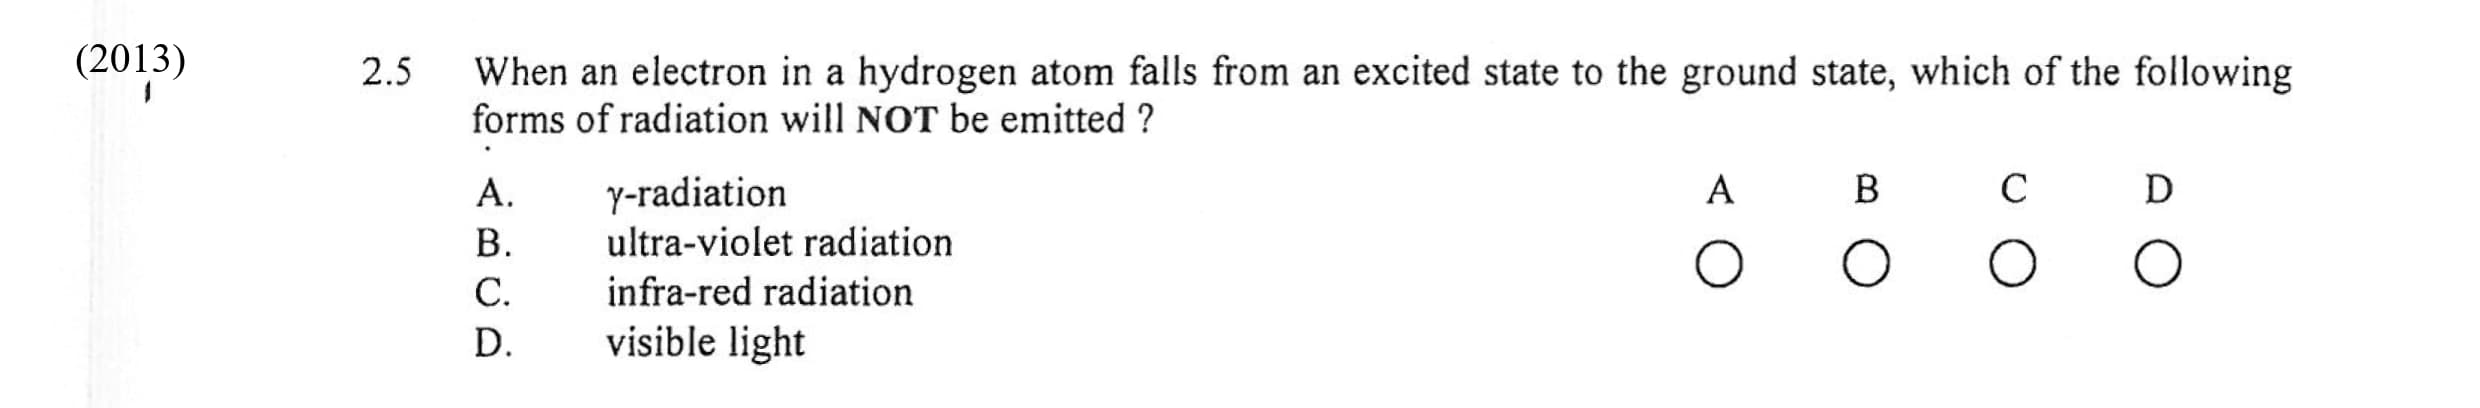 (2013)
2.5 When an electron in a hydrogen atom falls from an excited state to the ground state, which of the following
forms of radiation will NOT be emitted ?
A. γ-radiation
B. ultra-violet radiation
C. infra-red radiation
D. visible light
A B C D